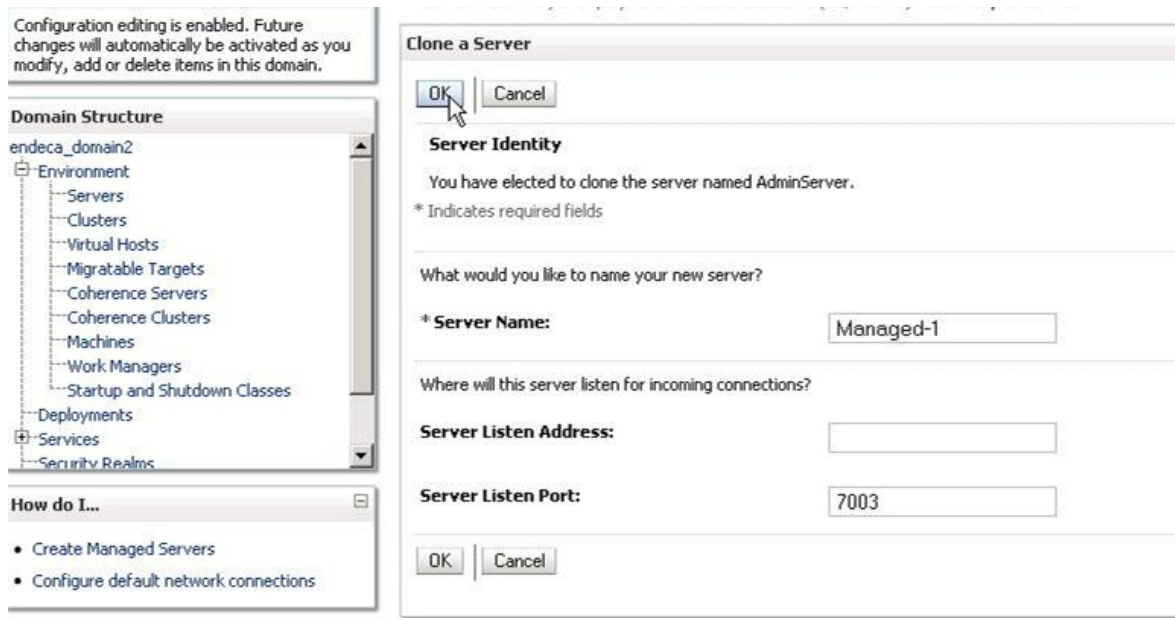 Configuration editing is enabled. Future
changes will automatically be activated as you
modify, add or delete items in this domain.
Domain Structure
endeca_domain2
Environment
Servers
Clusters
Virtual Hosts
Migratable Targets
Coherence Servers
Coherence Clusters
Machines
Work Managers
Startup and Shutdown Classes
Deployments
Services
Security Realms
How do I...
• Create Managed Servers
• Configure default network connections
Clone a Server
OK Cancel
Server Identity
You have elected to clone the server named AdminServer.
* Indicates required fields
What would you like to name your new server?
* Server Name: Managed-1
Where will this server listen for incoming connections?
Server Listen Address:
Server Listen Port: 7003
OK Cancel